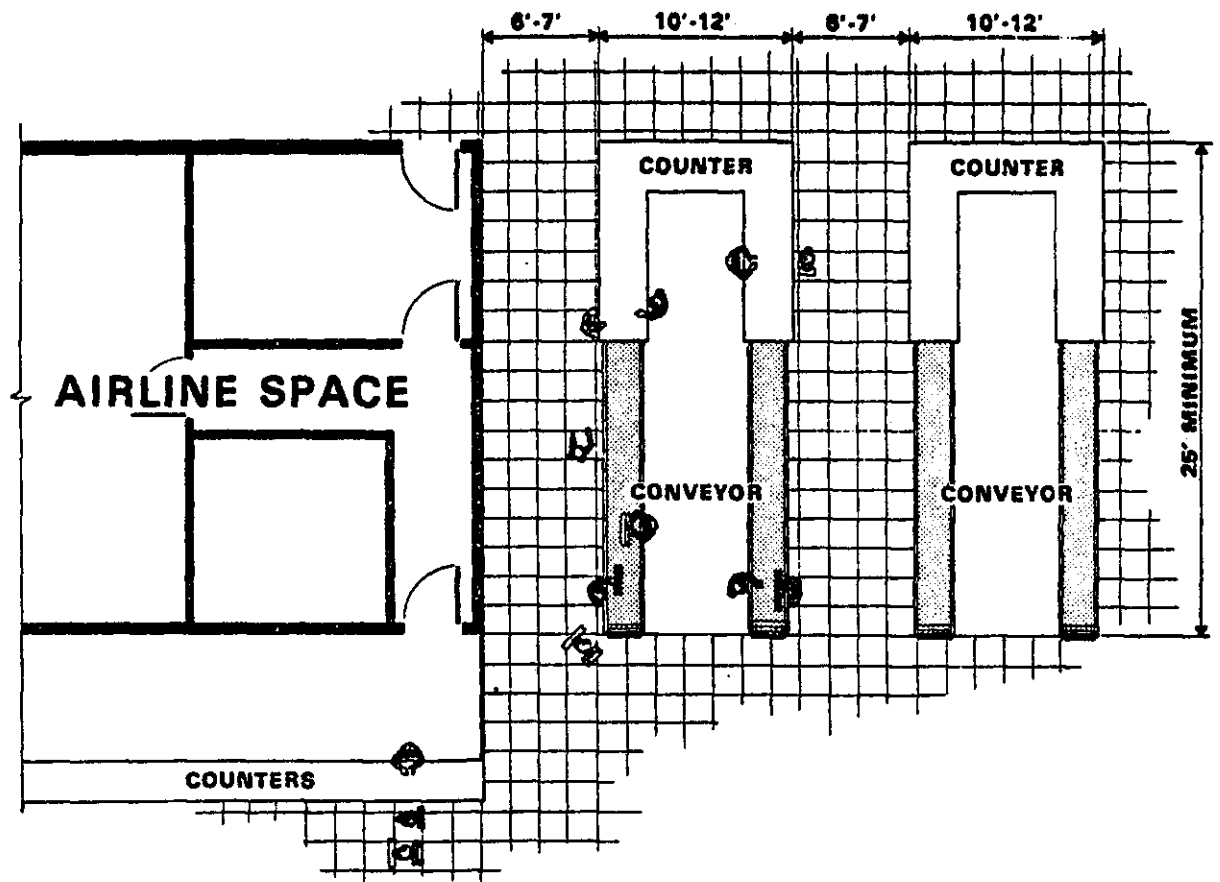 6'-7'
10'-12'
6'-7'
10'-12'
COUNTER
COUNTER
AIRLINE SPACE
25' MINIMUM
CONVEYOR
CONVEYOR
COUNTERS